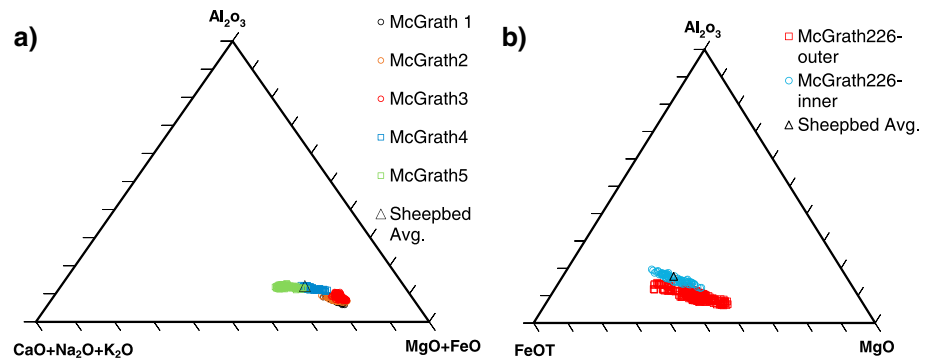 a)
Al₂O₃
McGrath 1
McGrath2
McGrath3
McGrath4
McGrath5
Sheepbed
Avg.
CaO+Na₂O+K₂O
MgO+FeO
b)
Al₂O₃
McGrath226-
outer
McGrath226-
inner
Sheepbed Avg.
FeOT
MgO